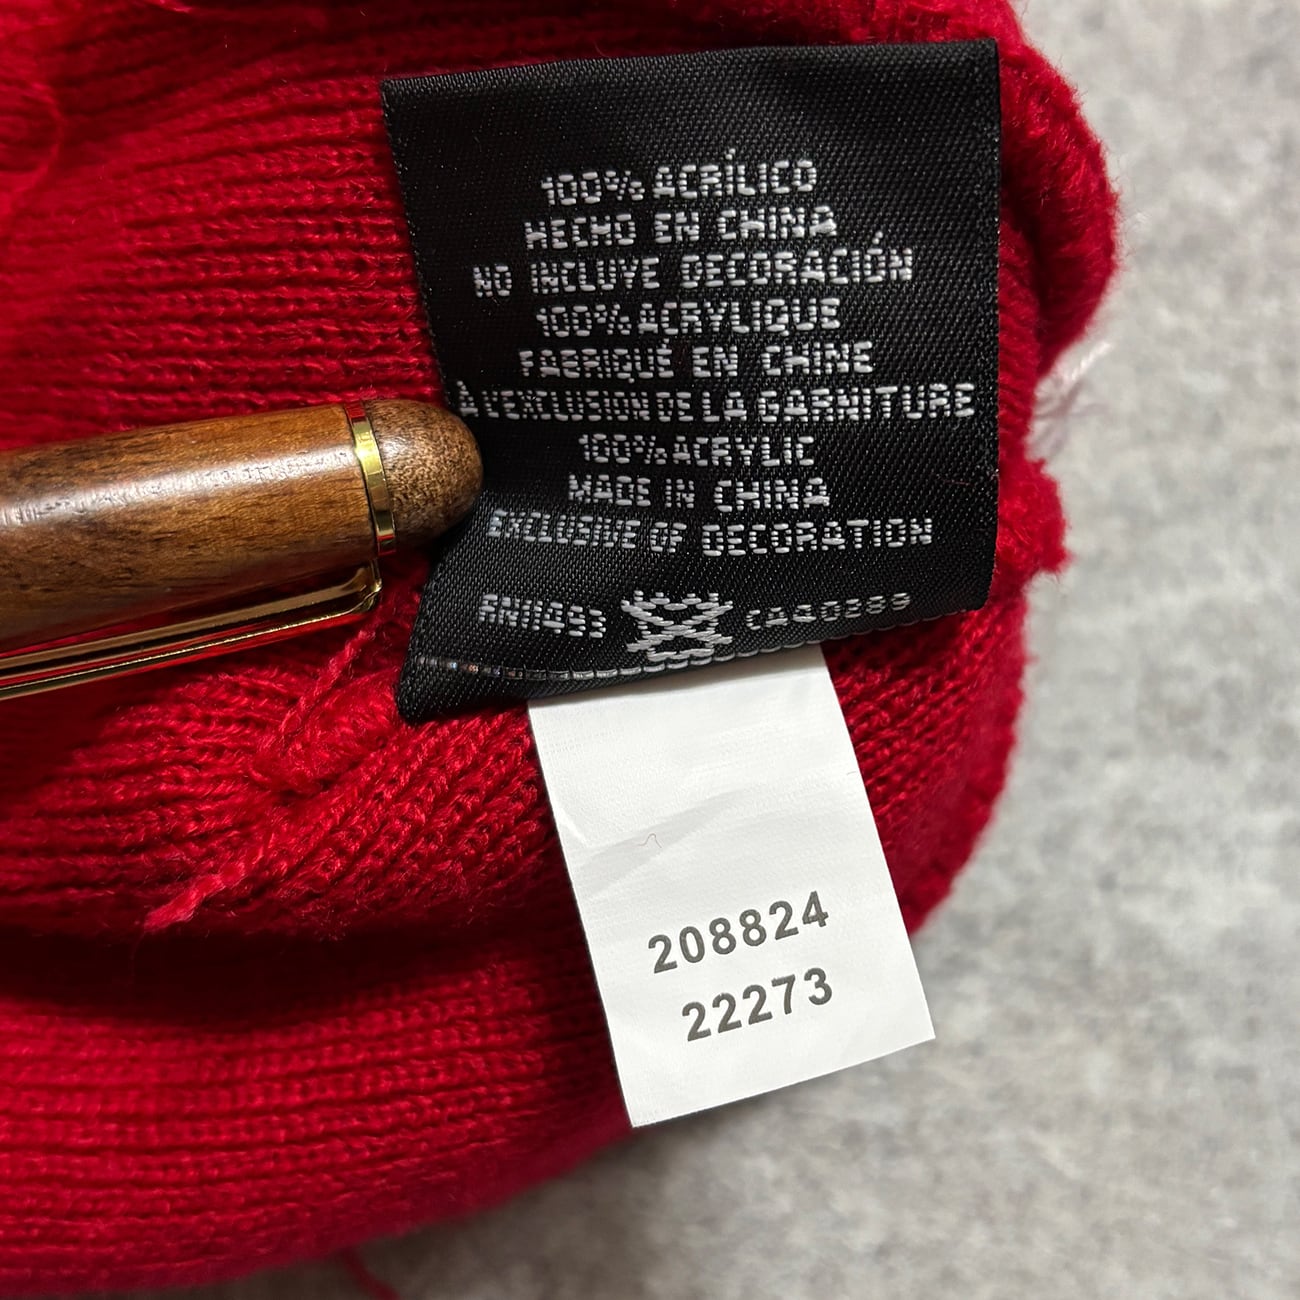 100% ACRÍLICO
HECHO EN CHINA
NO INCLUYE DECORACIÓN
100% ACRYLIQUE
FABRIQUÉ EN CHINE
À L'EXCLUSION DE LA GARNITURE
100% ACRYLIC
MADE IN CHINA
EXCLUSIVE OF DECORATION
CA40389
208824
22273